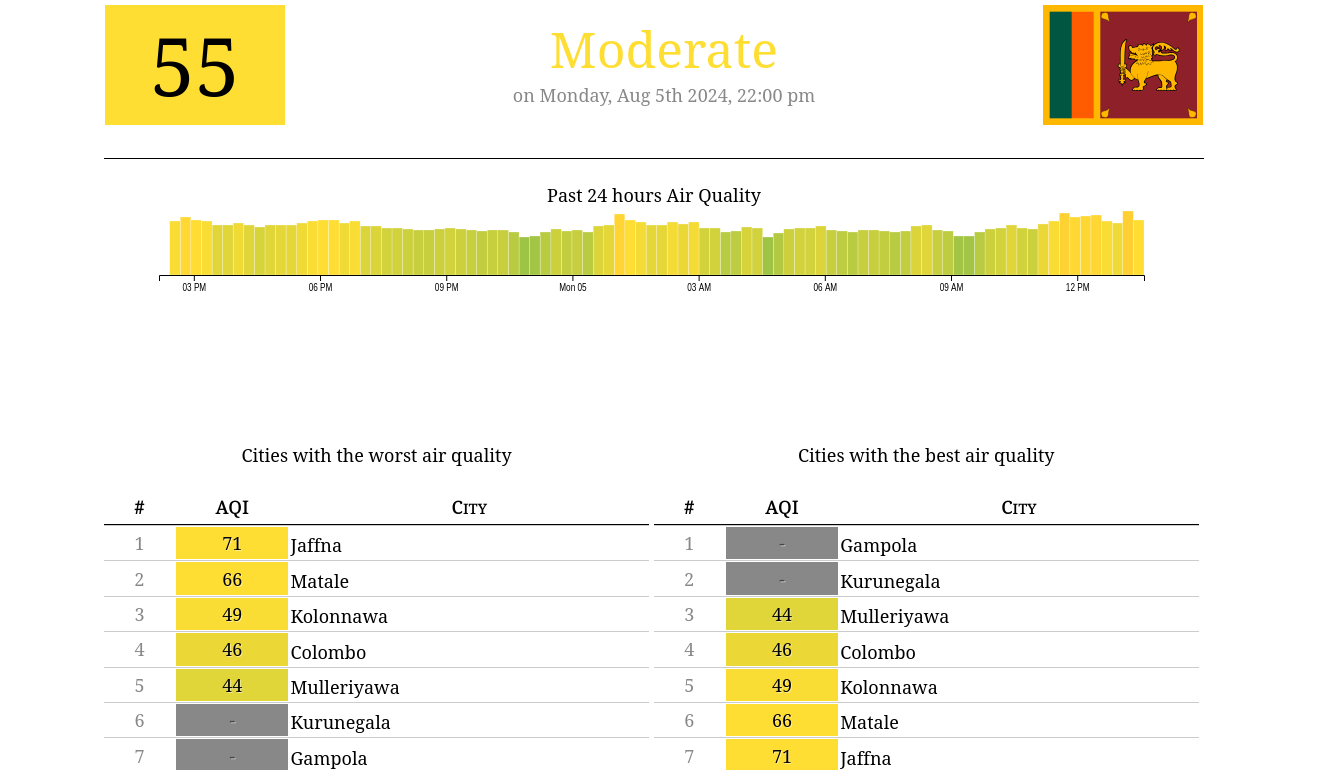 55
Moderate
on Monday, Aug 5th 2024, 22:00 pm
Past 24 hours Air Quality
03 PM 06 PM 09 PM Mon 05 03 AM 06 AM 09 AM 12 PM
Cities with the worst air quality
# AQI City
1 71 Jaffna
2 66 Matale
3 49 Kolonnawa
4 46 Colombo
5 44 Mulleriyawa
6 - Kurunegala
7 - Gampola
Cities with the best air quality
# AQI City
1 - Gampola
2 - Kurunegala
3 44 Mulleriyawa
4 46 Colombo
5 49 Kolonnawa
6 66 Matale
7 71 Jaffna